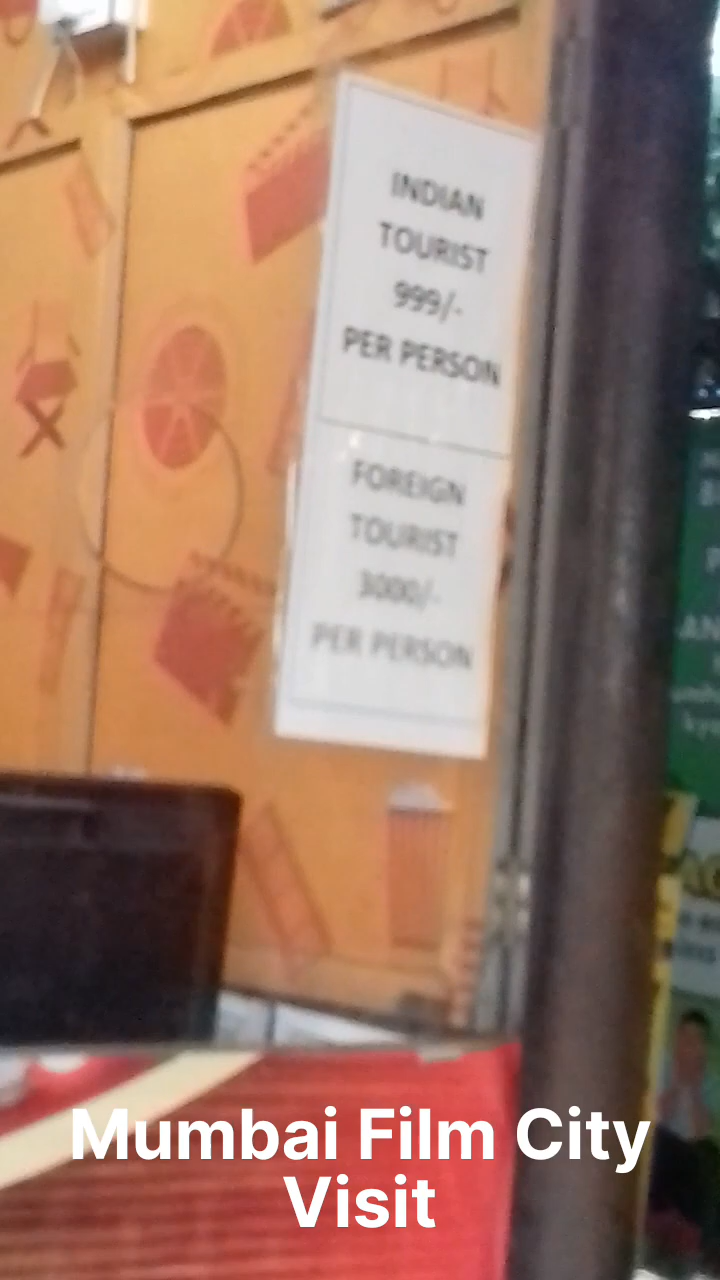 INDIAN
TOURIST
999/-
PER PERSON
FOREIGN
TOURIST
3000/-
PER PERSON
Mumbai Film City
Visit